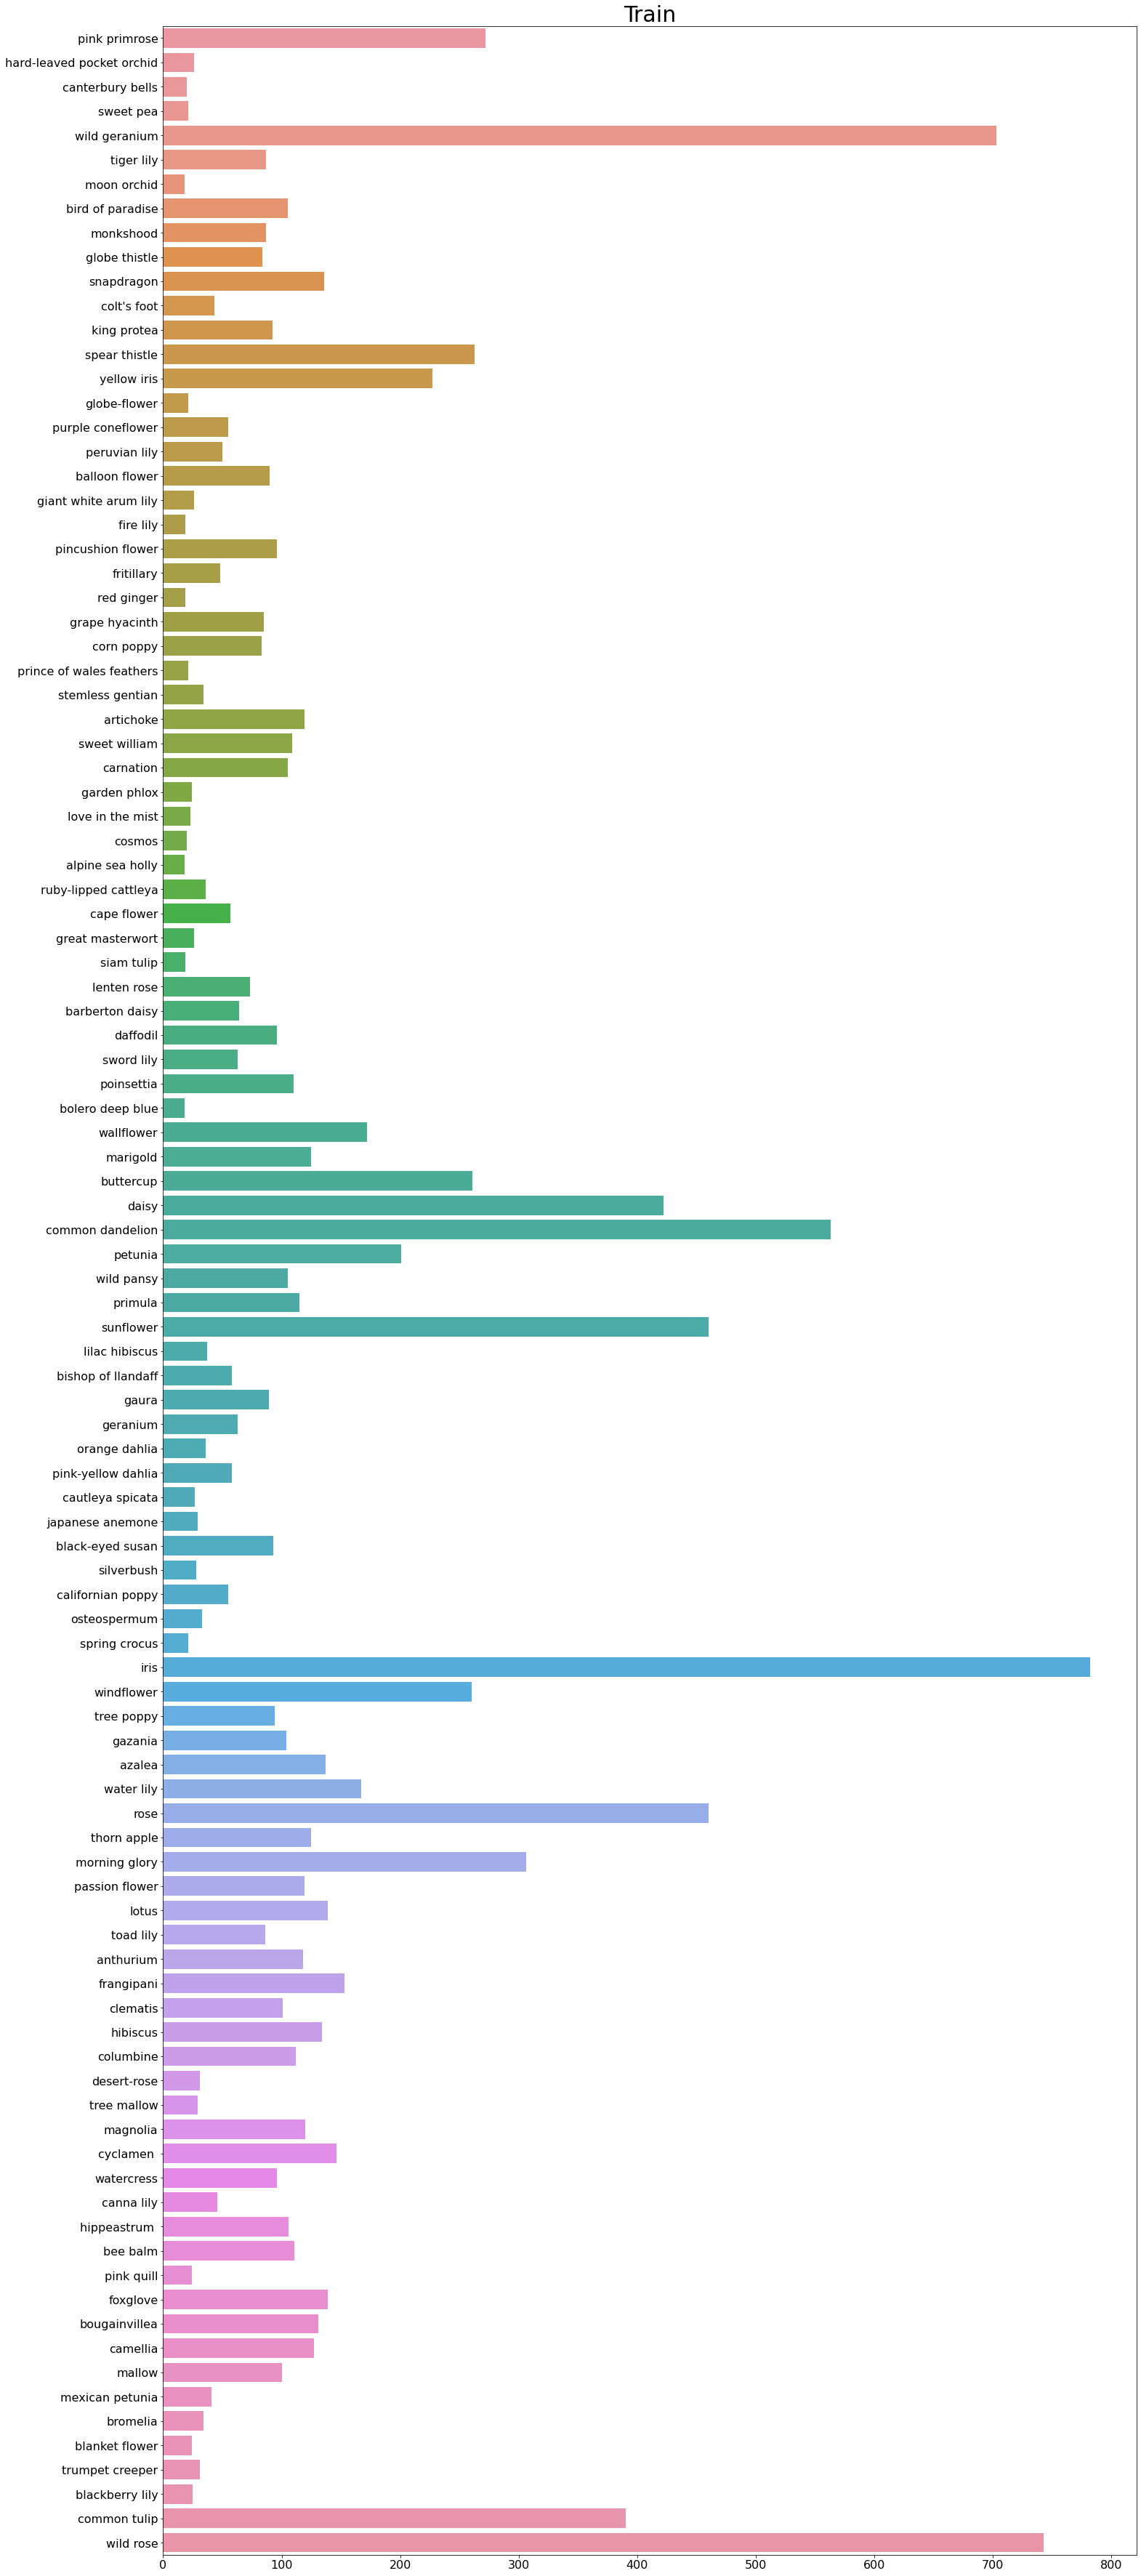 Train
pink primrose
hard-leaved pocket orchid
canterbury bells
sweet pea
wild geranium
tiger lily
moon orchid
bird of paradise
monkshood
globe thistle
snapdragon
colt's foot
king protea
spear thistle
yellow iris
globe-flower
purple coneflower
peruvian lily
balloon flower
giant white arum lily
fire lily
pincushion flower
fritillary
red ginger
grape hyacinth
corn poppy
prince of wales feathers
stemless gentian
artichoke
sweet william
carnation
garden phlox
love in the mist
cosmos
alpine sea holly
ruby-lipped cattleya
cape flower
great masterwort
siam tulip
lenten rose
barberton daisy
daffodil
sword lily
poinsettia
bolero deep blue
wallflower
marigold
buttercup
daisy
common dandelion
petunia
wild pansy
primula
sunflower
lilac hibiscus
bishop of llandaff
gaura
geranium
orange dahlia
pink-yellow dahlia
cautleya spicata
japanese anemone
black-eyed susan
silverbush
californian poppy
osteospermum
spring crocus
iris
windflower
tree poppy
gazania
azalea
water lily
rose
thorn apple
morning glory
passion flower
lotus
toad lily
anthurium
frangipani
clematis
hibiscus
columbine
desert-rose
tree mallow
magnolia
cyclamen
watercress
canna lily
hippeastrum
bee balm
pink quill
foxglove
bougainvillea
camellia
mallow
mexican petunia
bromelia
blanket flower
trumpet creeper
blackberry lily
common tulip
wild rose
0 100 200 300 400 500 600 700 800